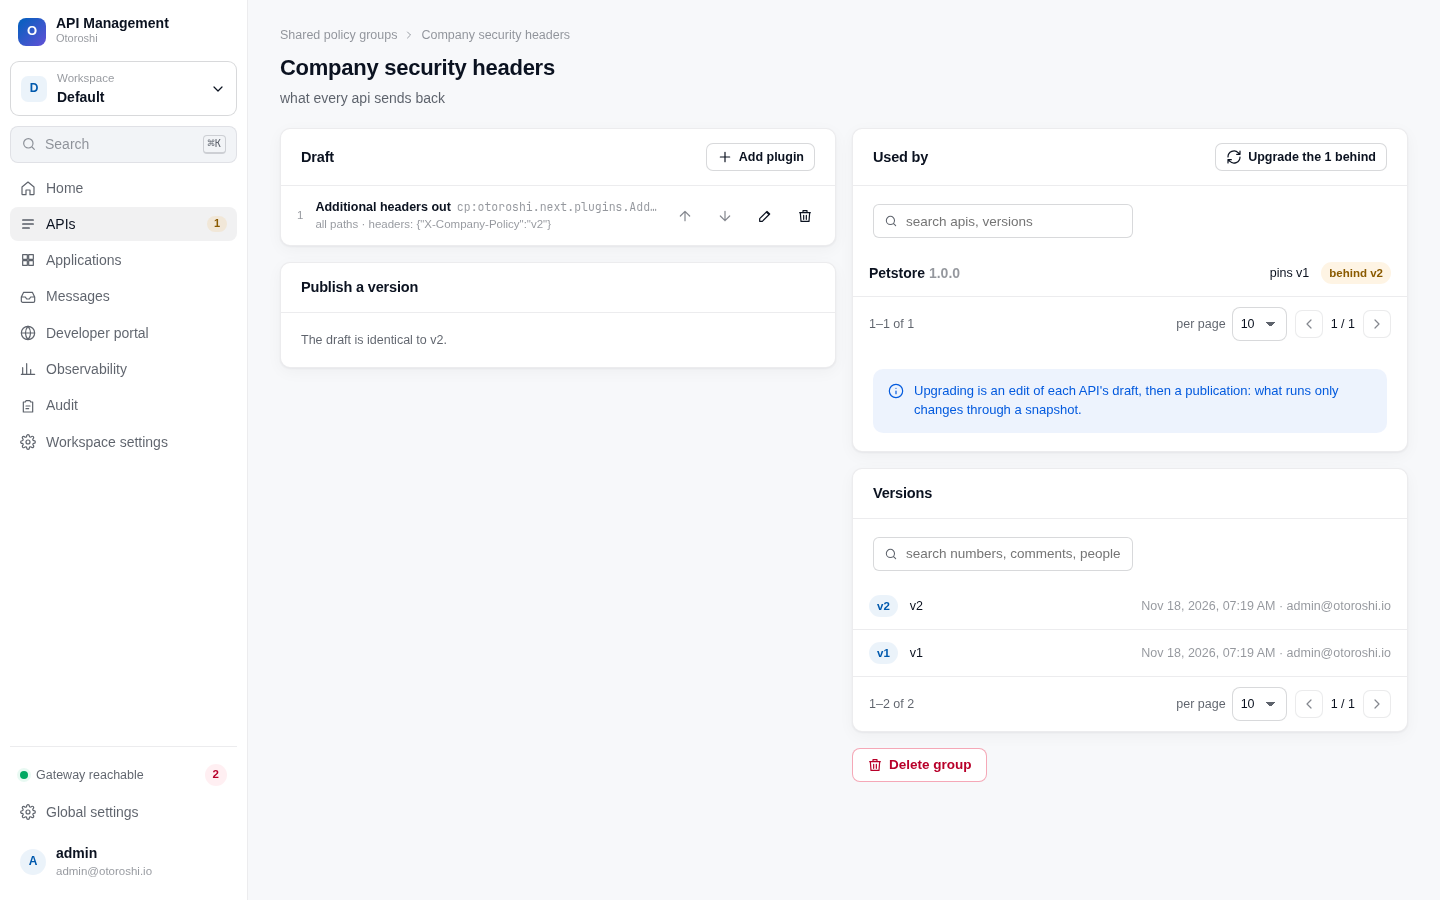 O
API Management
Otoroshi
D
Workspace
Default
Search
⌘K
Home
APIs 1
Applications
Messages
Developer portal
Observability
Audit
Workspace settings
Gateway reachable 2
Global settings
A
admin
admin@otoroshi.io
Shared policy groups > Company security headers
Company security headers
what every api sends back
Draft
Add plugin
1
Additional headers out cp:otoroshi.next.plugins.Add…
all paths · headers: {"X-Company-Policy":"v2"}
Publish a version
The draft is identical to v2.
Used by
Upgrade the 1 behind
search apis, versions
Petstore 1.0.0 pins v1 behind v2
1–1 of 1 per page 10 1 / 1
Upgrading is an edit of each API's draft, then a publication: what runs only
changes through a snapshot.
Versions
search numbers, comments, people
v2 v2 Nov 18, 2026, 07:19 AM · admin@otoroshi.io
v1 v1 Nov 18, 2026, 07:19 AM · admin@otoroshi.io
1–2 of 2 per page 10 1 / 1
Delete group